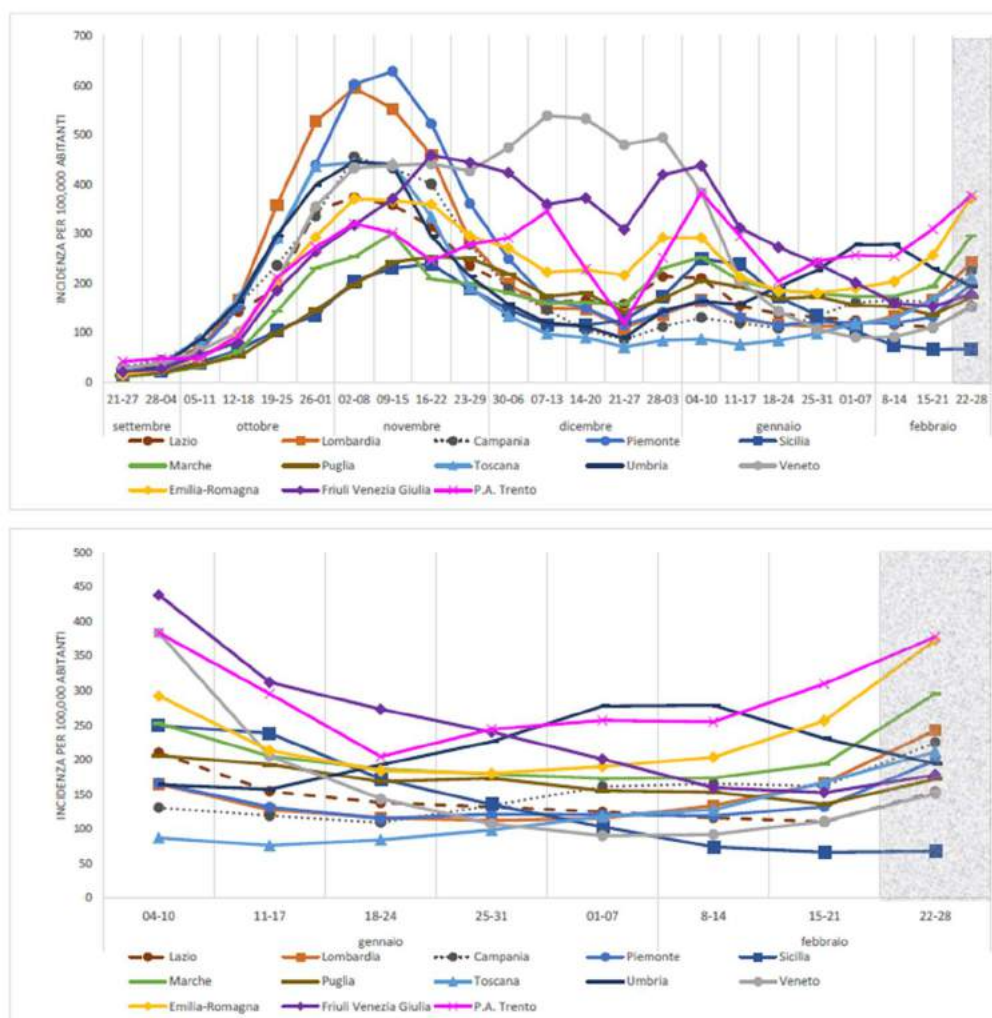 700
600
500
400
300
200
100
0
INCIDENZA PER 100,000 ABITANTI
21-27 28-04 05-11 12-18 19-25 26-01 02-08 09-15 16-22 23-29 30-06 07-13 14-20 21-27 28-03 04-10 11-17 18-24 25-31 01-07 8-14 15-21 22-28
settembre ottobre novembre dicembre gennaio febbraio
Lazio Lombardia Campania Piemonte Sicilia
Marche Puglia Toscana Umbria Veneto
Emilia-Romagna Friuli Venezia Giulia P.A. Trento
500
450
400
350
300
250
200
150
100
50
0
INCIDENZA PER 100,000 ABITANTI
04-10 11-17 18-24 25-31 01-07 8-14 15-21 22-28
gennaio febbraio
Lazio Lombardia Campania Piemonte Sicilia
Marche Puglia Toscana Umbria Veneto
Emilia-Romagna Friuli Venezia Giulia P.A. Trento